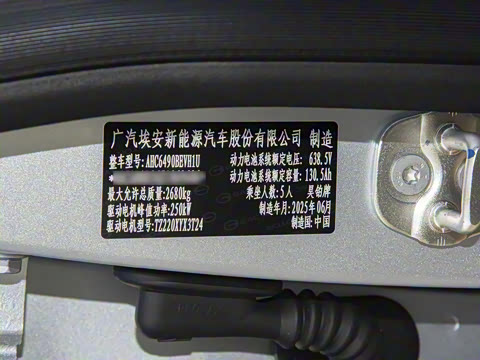 广汽埃安新能源汽车股份有限公司 制造
整车型号: AHC6490BEVH1U 动力电池系统额定电压: 638.5V
动力电池系统额定容量: 130.5Ah
最大允许总质量: 2680kg 乘坐人数: 5人 昊铂牌
驱动电机峰值功率: 250kW 制造年月: 2025年06月
驱动电机型号: TZ220XYX3T24 制造国: 中国